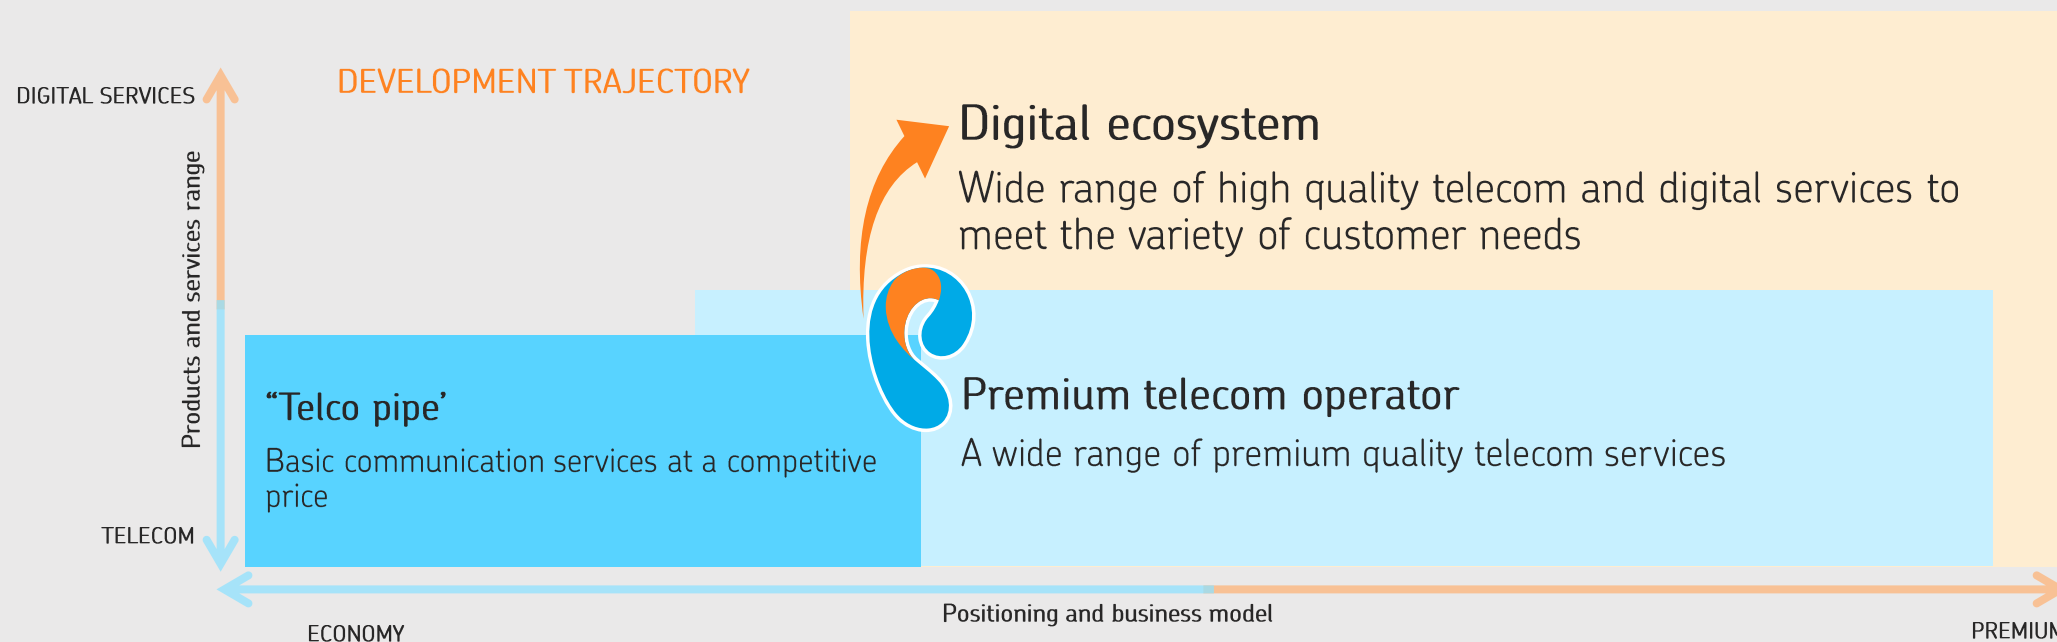 DEVELOPMENT TRAJECTORY
DIGITAL SERVICES
Products and services range
TELECOM
Digital ecosystem
Wide range of high quality telecom and digital services to
meet the variety of customer needs
“Telco pipe’
Basic communication services at a competitive
price
Premium telecom operator
A wide range of premium quality telecom services
Positioning and business model
ECONOMY
PREMIUM